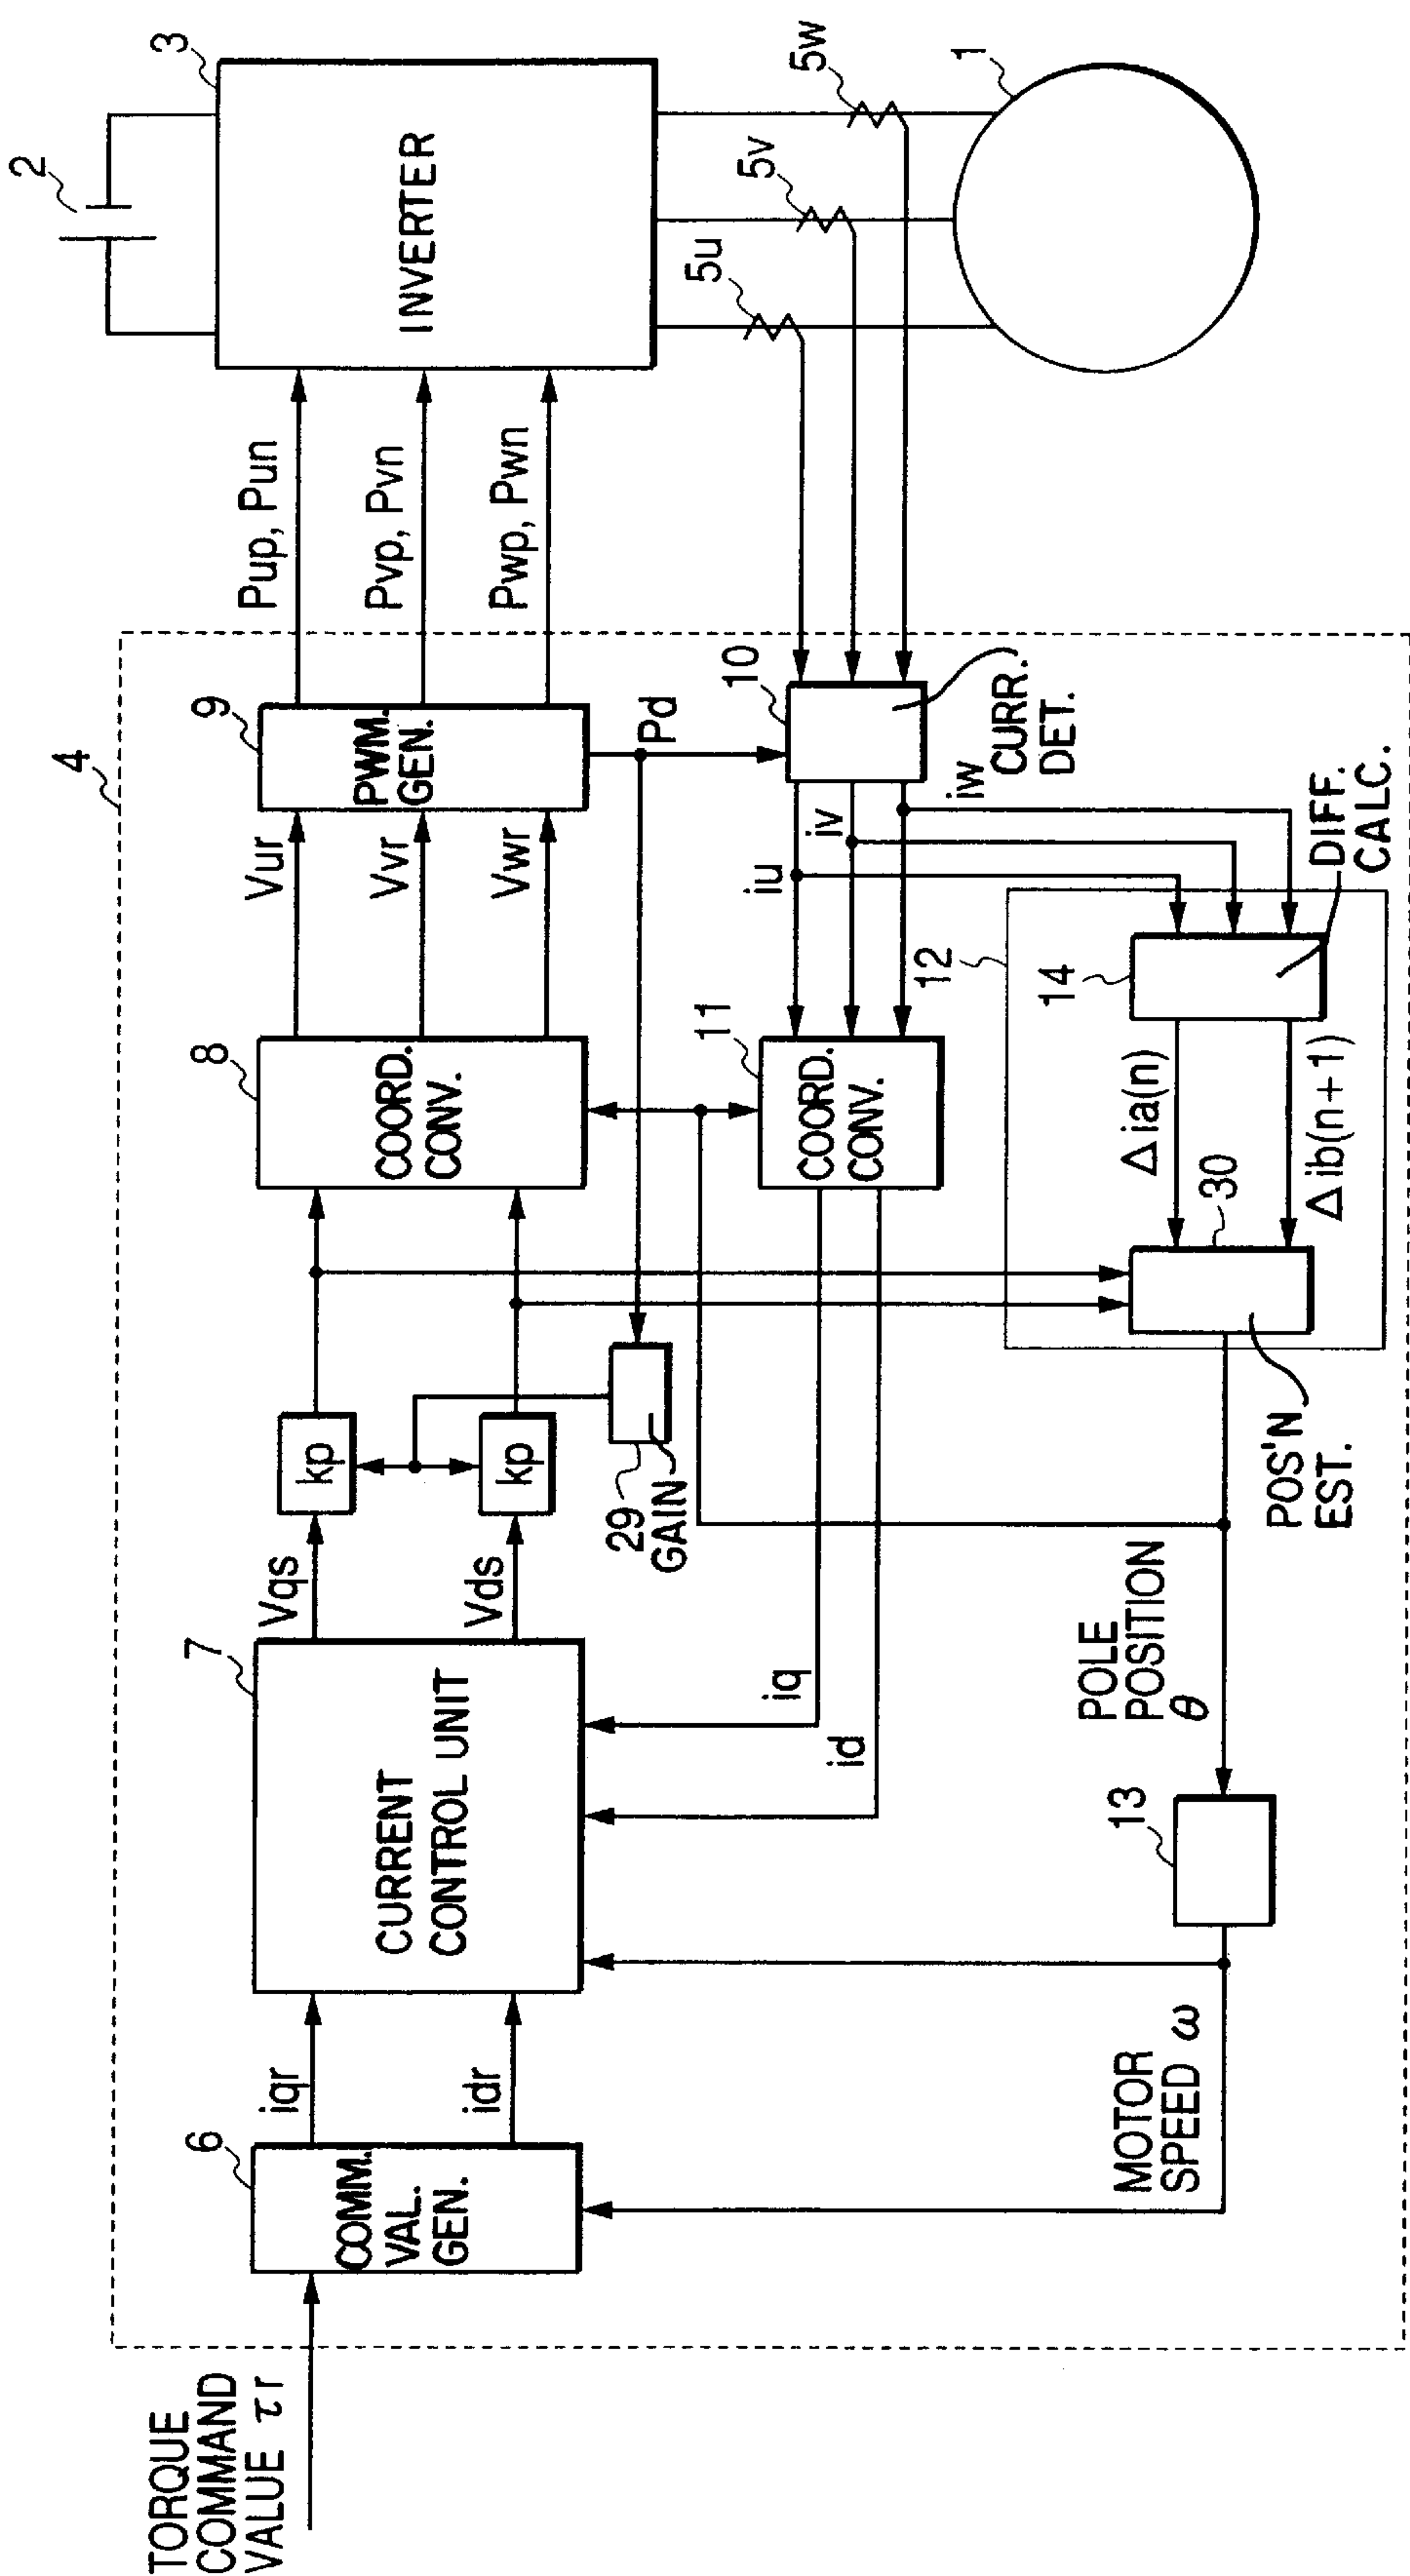 TORQUE
COMMAND
VALUE τr
4
6
COMM.
VAL.
GEN.
iqr
idr
7
CURRENT
CONTROL UNIT
Vqs
Vds
kp
kp
29
GAIN
8
COORD.
CONV.
Vur
Vvr
Vwr
9
PWM.
GEN.
Pup, Pun
Pvp, Pvn
Pwp, Pwn
2
3
INVERTER
5u
5v
5w
1
Pd
10
CURR.
DET.
iu
iv
iw
11
COORD.
CONV.
iq
id
12
14
DIFF.
CALC.
Δia(n)
Δib(n+1)
30
POS'N
EST.
POLE
POSITION
θ
13
MOTOR
SPEED ω